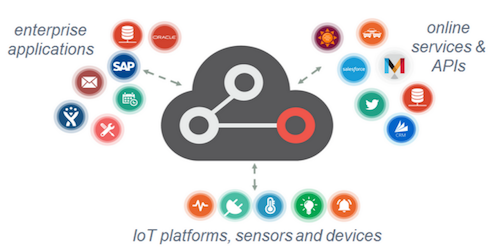 enterprise
applications
ORACLE
SAP
online
services &
APIs
salesforce
M
CRM
IoT platforms, sensors and devices